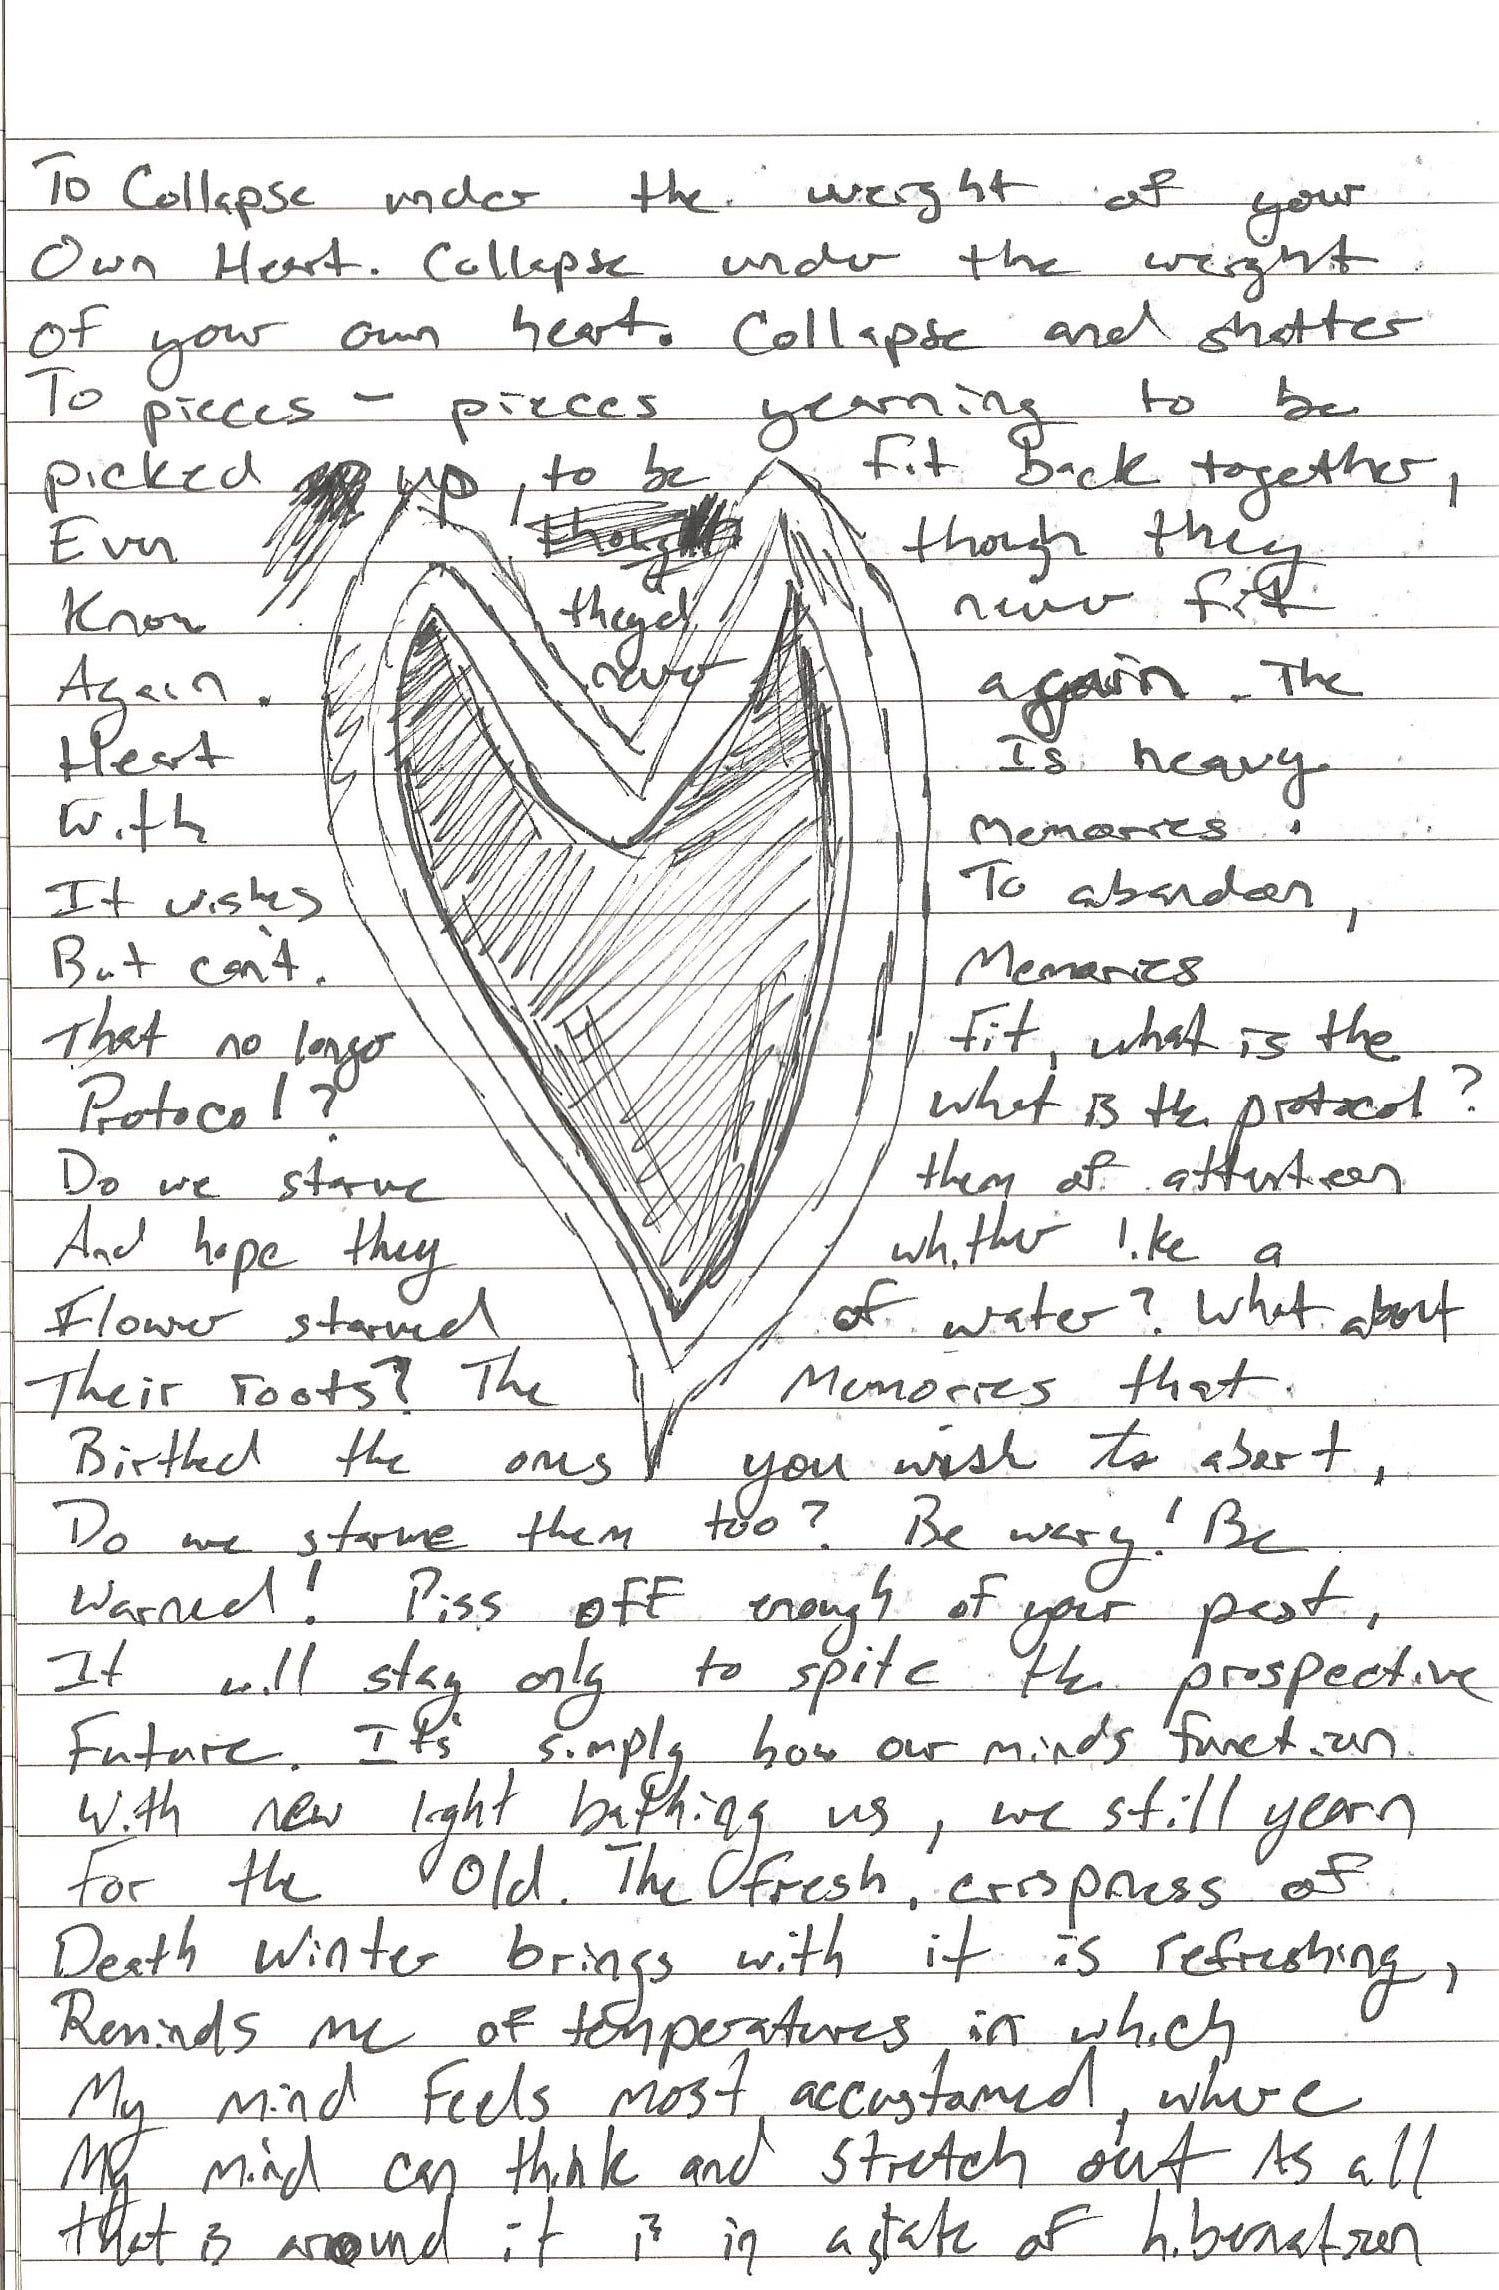 To Collapse under the weight of your
Own Heart. Collapse under the weight
of your own heart. Collapse and shatter
To pieces - pieces yearning to be
picked up, to be fit back together,
Even though though they
Know theyd never fit
Again. never again. The
Heart Is heavy
With Memories.
It wishes To abandon,
But can't. Memories
That no longer fit, what is the
Protocol? what is the protocol?
Do we starve them of attention
And hope they whither like a
Flower starved of water? What about
Their roots? The Memories that
Birthed the ones you wish to abort,
Do we starve them too? Be wary! Be
Warned! Piss off enough of your past,
It will stay only to spite the prospective
Future. It's simply how our minds function.
With new light bathing us, we still yearn
For the Old. The fresh, crispness of
Death Winter brings with it is refreshing,
Reminds me of temperatures in which
My mind feels most accustomed, where
My mind can think and stretch out As all
that is around it is in a state of hibernation